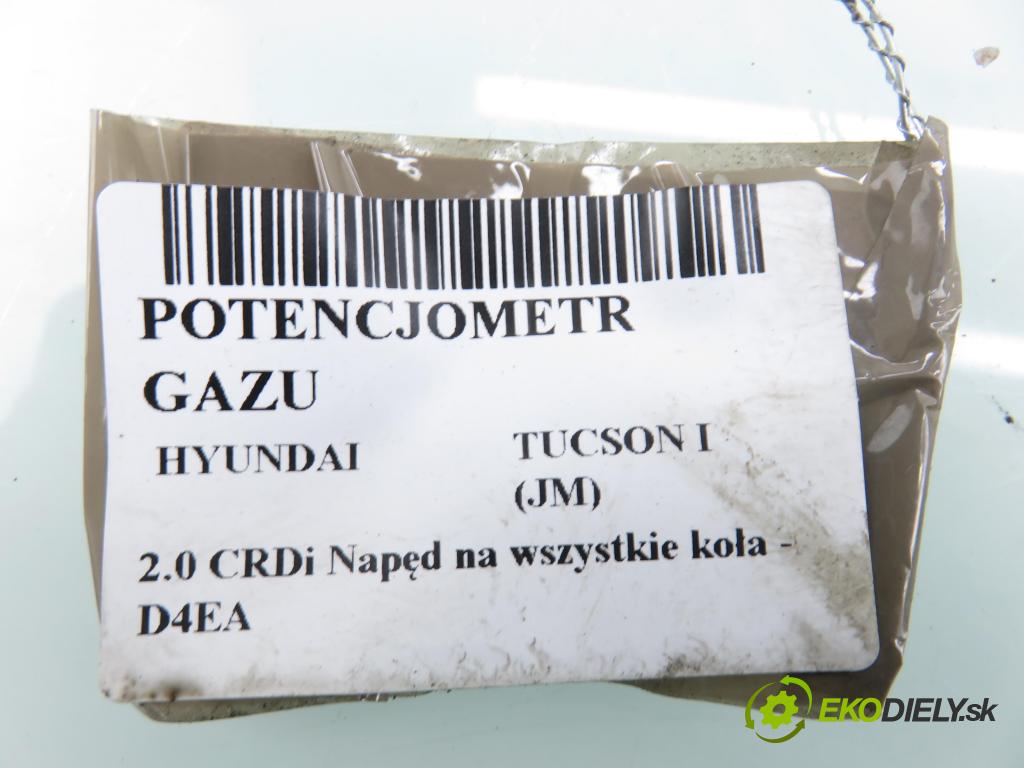 POTENCJOMETR
GAZU
HYUNDAI TUCSON I
(JM)
2.0 CRDi Napęd na wszystkie koła -
D4EA
EKODIELY.sk